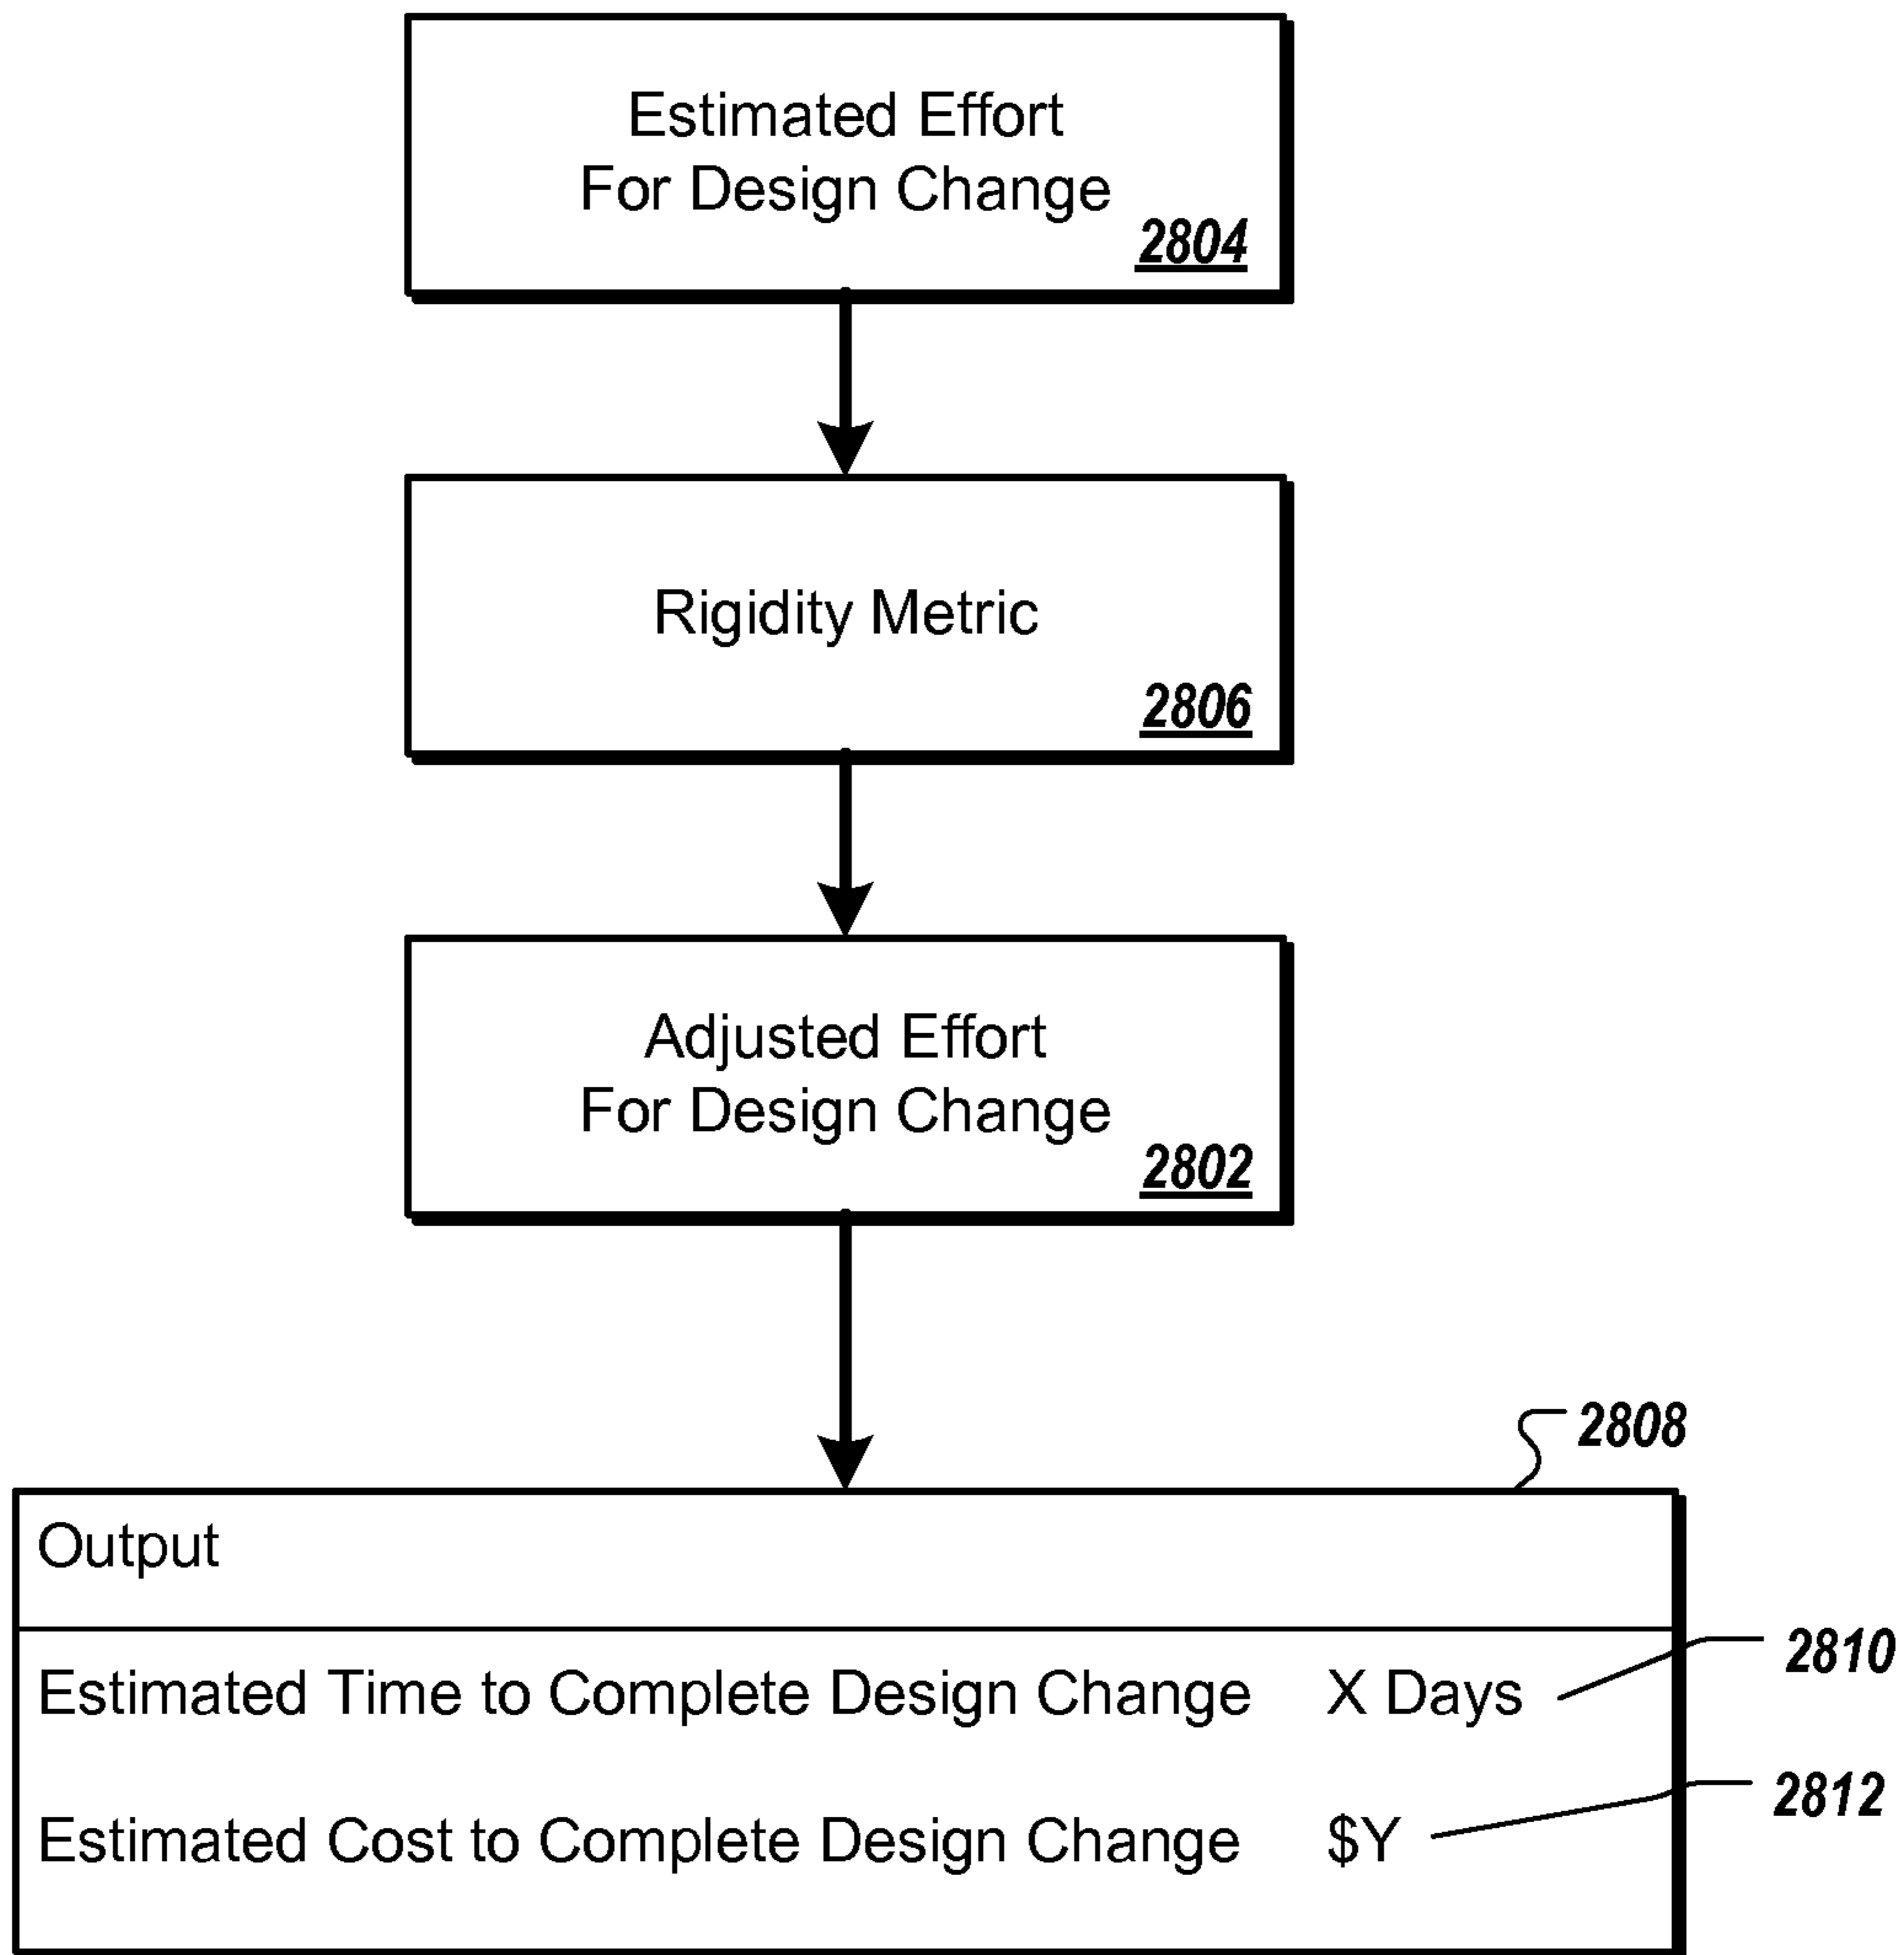 Estimated Effort
For Design Change
2804
Rigidity Metric
2806
Adjusted Effort
For Design Change
2802
2808
Output
Estimated Time to Complete Design Change X Days
2810
Estimated Cost to Complete Design Change $Y
2812